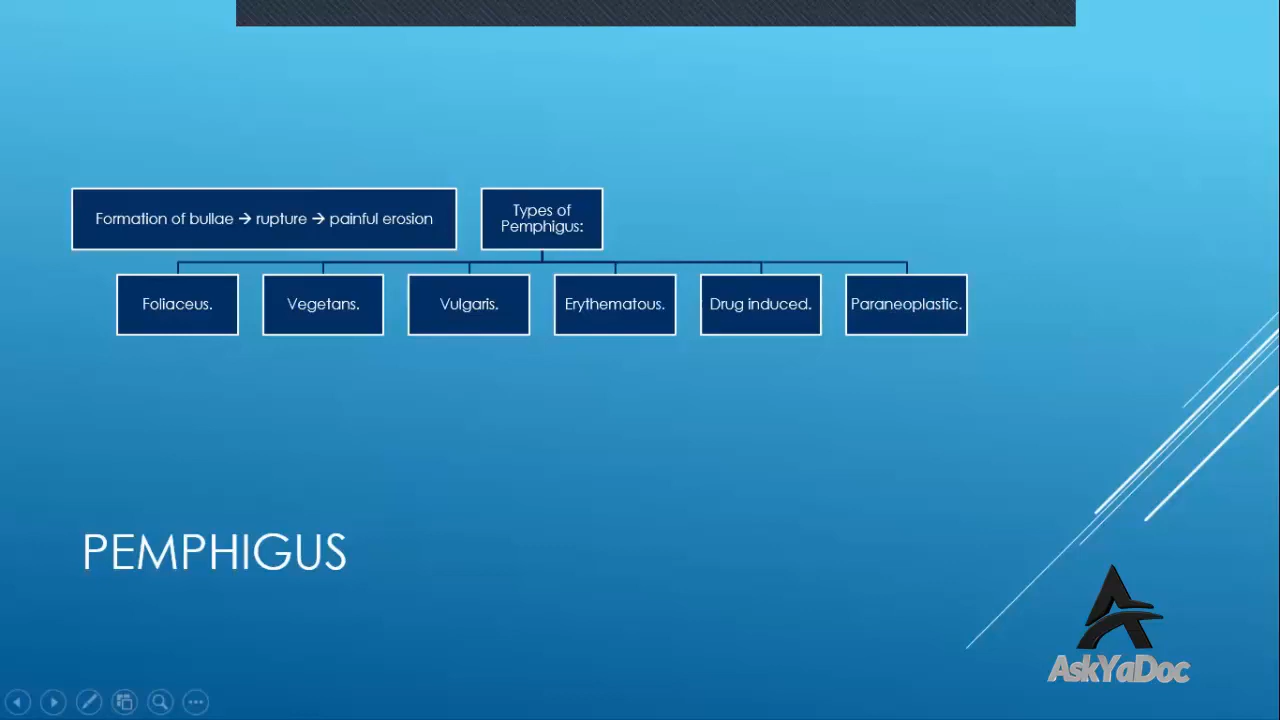 Formation of bullae → rupture → painful erosion
Types of
Pemphigus:
Foliaceus.
Vegetans.
Vulgaris.
Erythematous.
Drug induced.
Paraneoplastic.
PEMPHIGUS
AskYaDoc